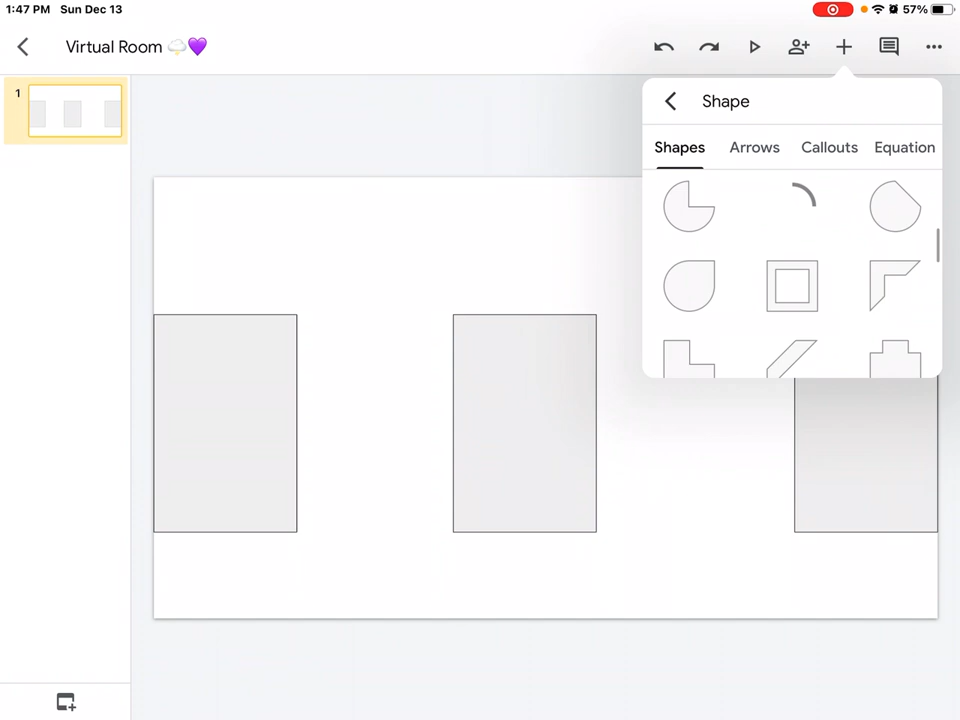 1:47 PM Sun Dec 13
57%
Virtual Room 🌩️💜
Shape
Shapes Arrows Callouts Equation
1